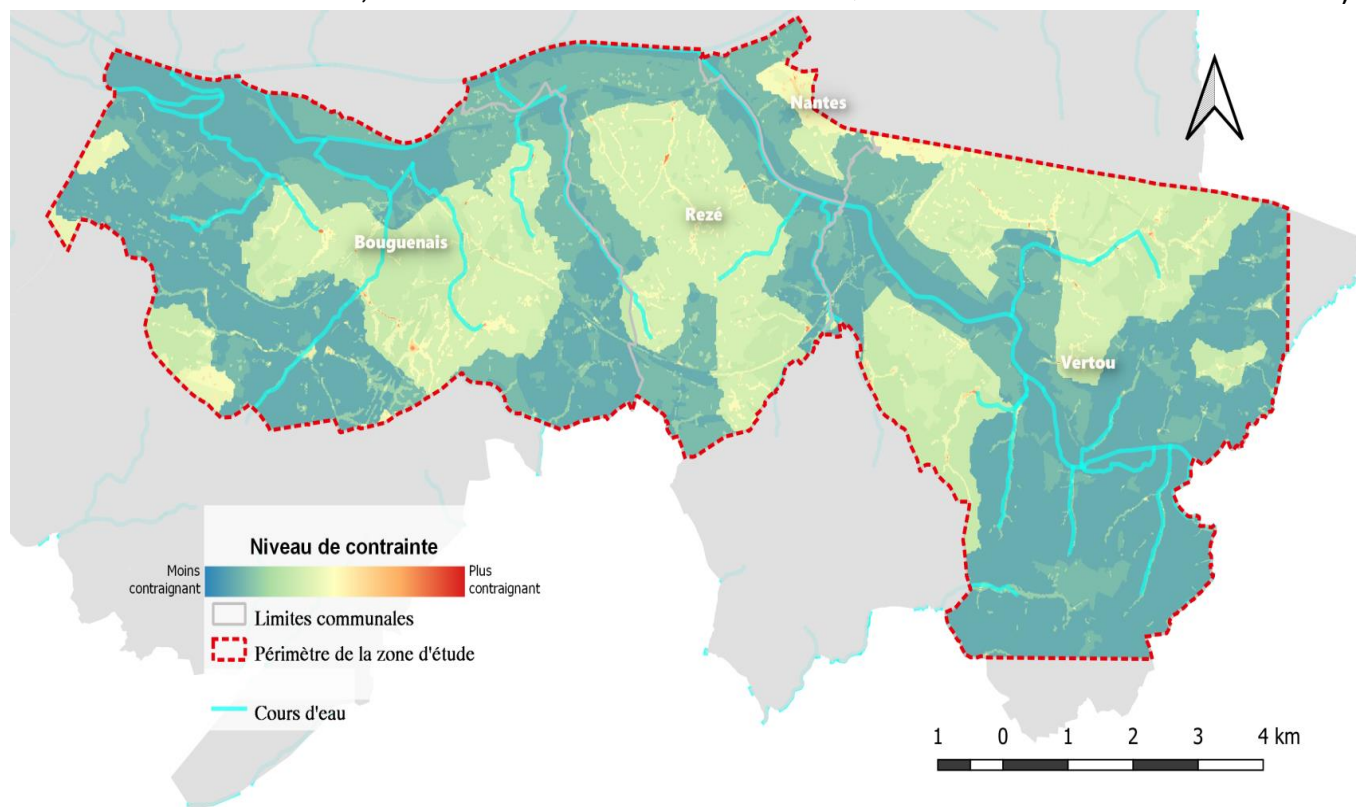 Nantes
Rezé
Bouguenais
Vertou
Niveau de contrainte
Moins contraignant
Plus contraignant
Limites communales
Périmètre de la zone d'étude
Cours d'eau
1 0 1 2 3 4 km